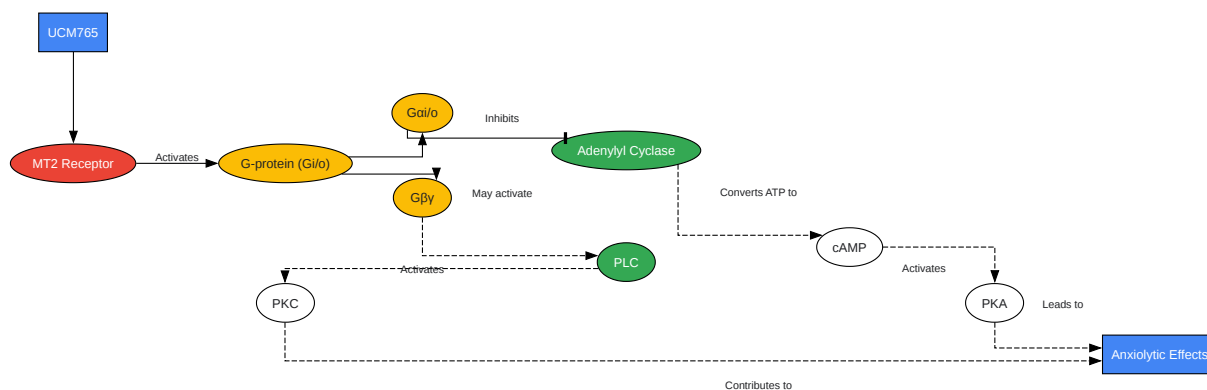 UCM765
Gαi/o
Inhibits
Adenylyl Cyclase
MT2 Receptor
Activates
G-protein (Gi/o)
Gβγ
May activate
Converts ATP to
cAMP
PLC
Activates
Activates
PKC
PKA
Leads to
Anxiolytic Effects
Contributes to